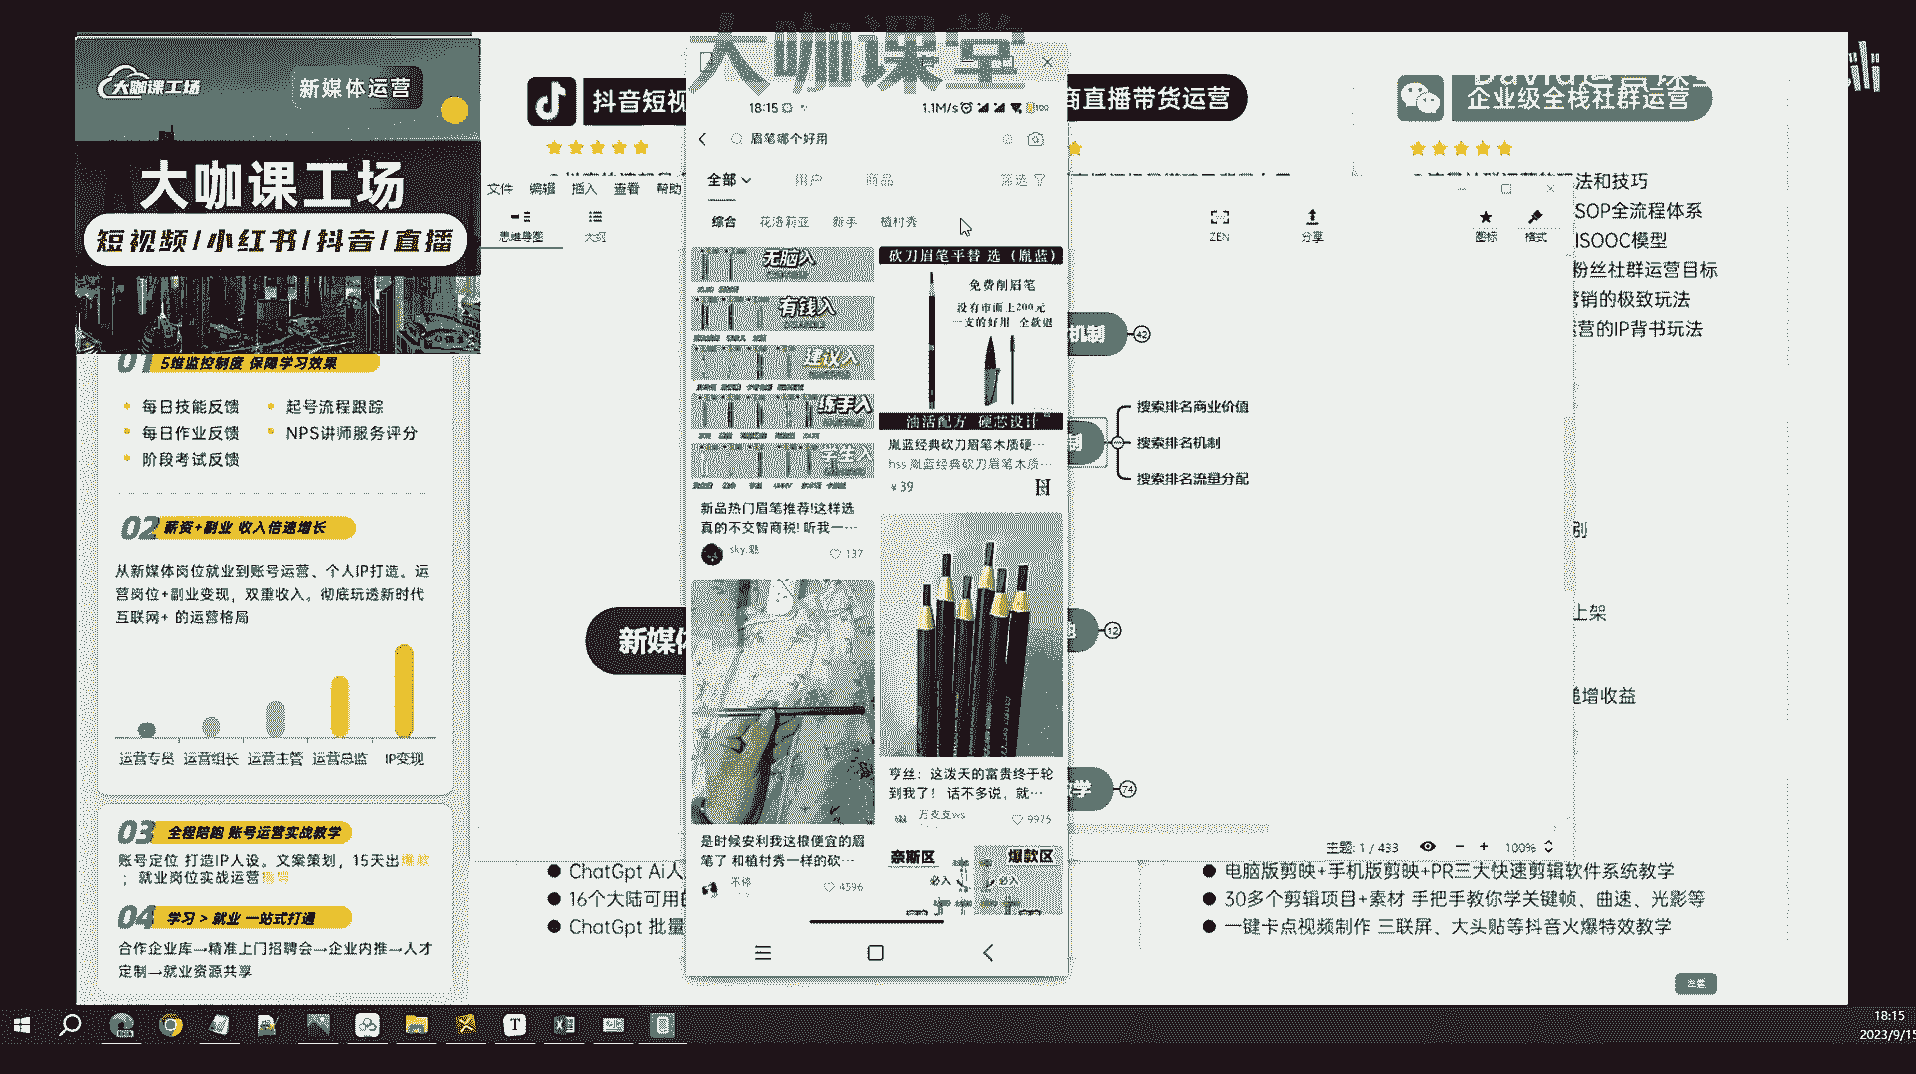 大咖课堂
大咖课工场
新媒体运营
大咖课工场
短视频/小红书/抖音/直播
01 5维监控制度 保障学习效果
每日技能反馈
起号流程跟踪
每日作业反馈
NPS讲师服务评分
阶段考试反馈
02 薪资+副业 收入倍速增长
从新媒体岗位就业到账号运营、个人IP打造。运
营岗位+副业变现，双重收入。彻底玩透新时代
互联网+ 的运营格局
运营专员 运营组长 运营主管 运营总监 IP变现
03 全程陪跑 账号运营实战教学
账号定位 打造IP人设。文案策划，15天出爆款
；就业岗位实战运营
04 学习 > 就业 一站式打通
合作企业库→精准上门招聘会→企业内推→人才
定制→就业资源共享
抖音短视
商直播带货运营
企业级全栈社群运营
法和技巧
SOP全流程体系
ISOOC模型
粉丝社群运营目标
营销的极致玩法
运营的IP背书玩法
别
上架
递增收益
文件 编辑 插入 查看 帮助
思维导图
大纲
ZEN
分享
图标
格式
机制
42
制
搜索排名商业价值
搜索排名机制
搜索排名流量分配
新媒体
12
学
74
主题: 1 / 433
100%
18:15
1.1M/s
100
眉笔哪个好用
全部
用户
商品
筛选
综合
花洛莉亚
新手
植村秀
无脑入
有钱入
建议入
练手入
学生入
新品热门眉笔推荐!这样选
真的不交智商税! 听我一…
sky.魁
137
砍刀眉笔平替 选（胤蓝）
免费削眉笔
没有市面上200元
一支的好用 全款退
油活配方 硬芯设计
胤蓝经典砍刀眉笔木质硬…
hss 胤蓝经典砍刀眉笔木质…
¥39
亨丝：这泼天的富贵终于轮
到我了！ 话不多说，就…
万克支ws
9975
是时候安利我这根便宜的眉
笔了 和植村秀一样的砍…
不停
4596
奈斯区
必入
爆款区
必入
ChatGpt Ai人
16个大陆可用的
ChatGpt 批量
电脑版剪映+手机版剪映+PR三大快速剪辑软件系统教学
30多个剪辑项目+素材 手把手教你学关键帧、曲速、光影等
一键卡点视频制作 三联屏、大头贴等抖音火爆特效教学
18:15
2023/9/15